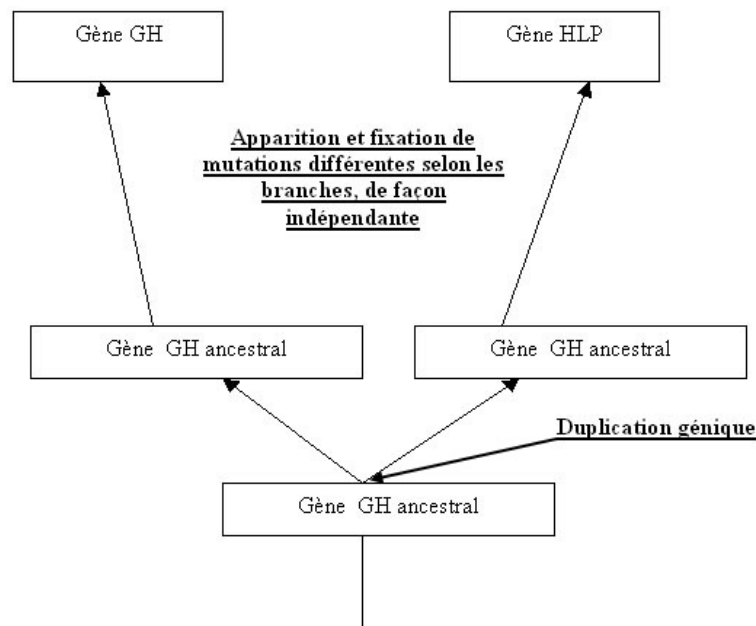 Gène GH
Gène HLP
Apparition et fixation de
mutations différentes selon les
branches, de façon
indépendante
Gène GH ancestral
Gène GH ancestral
Duplication génique
Gène GH ancestral